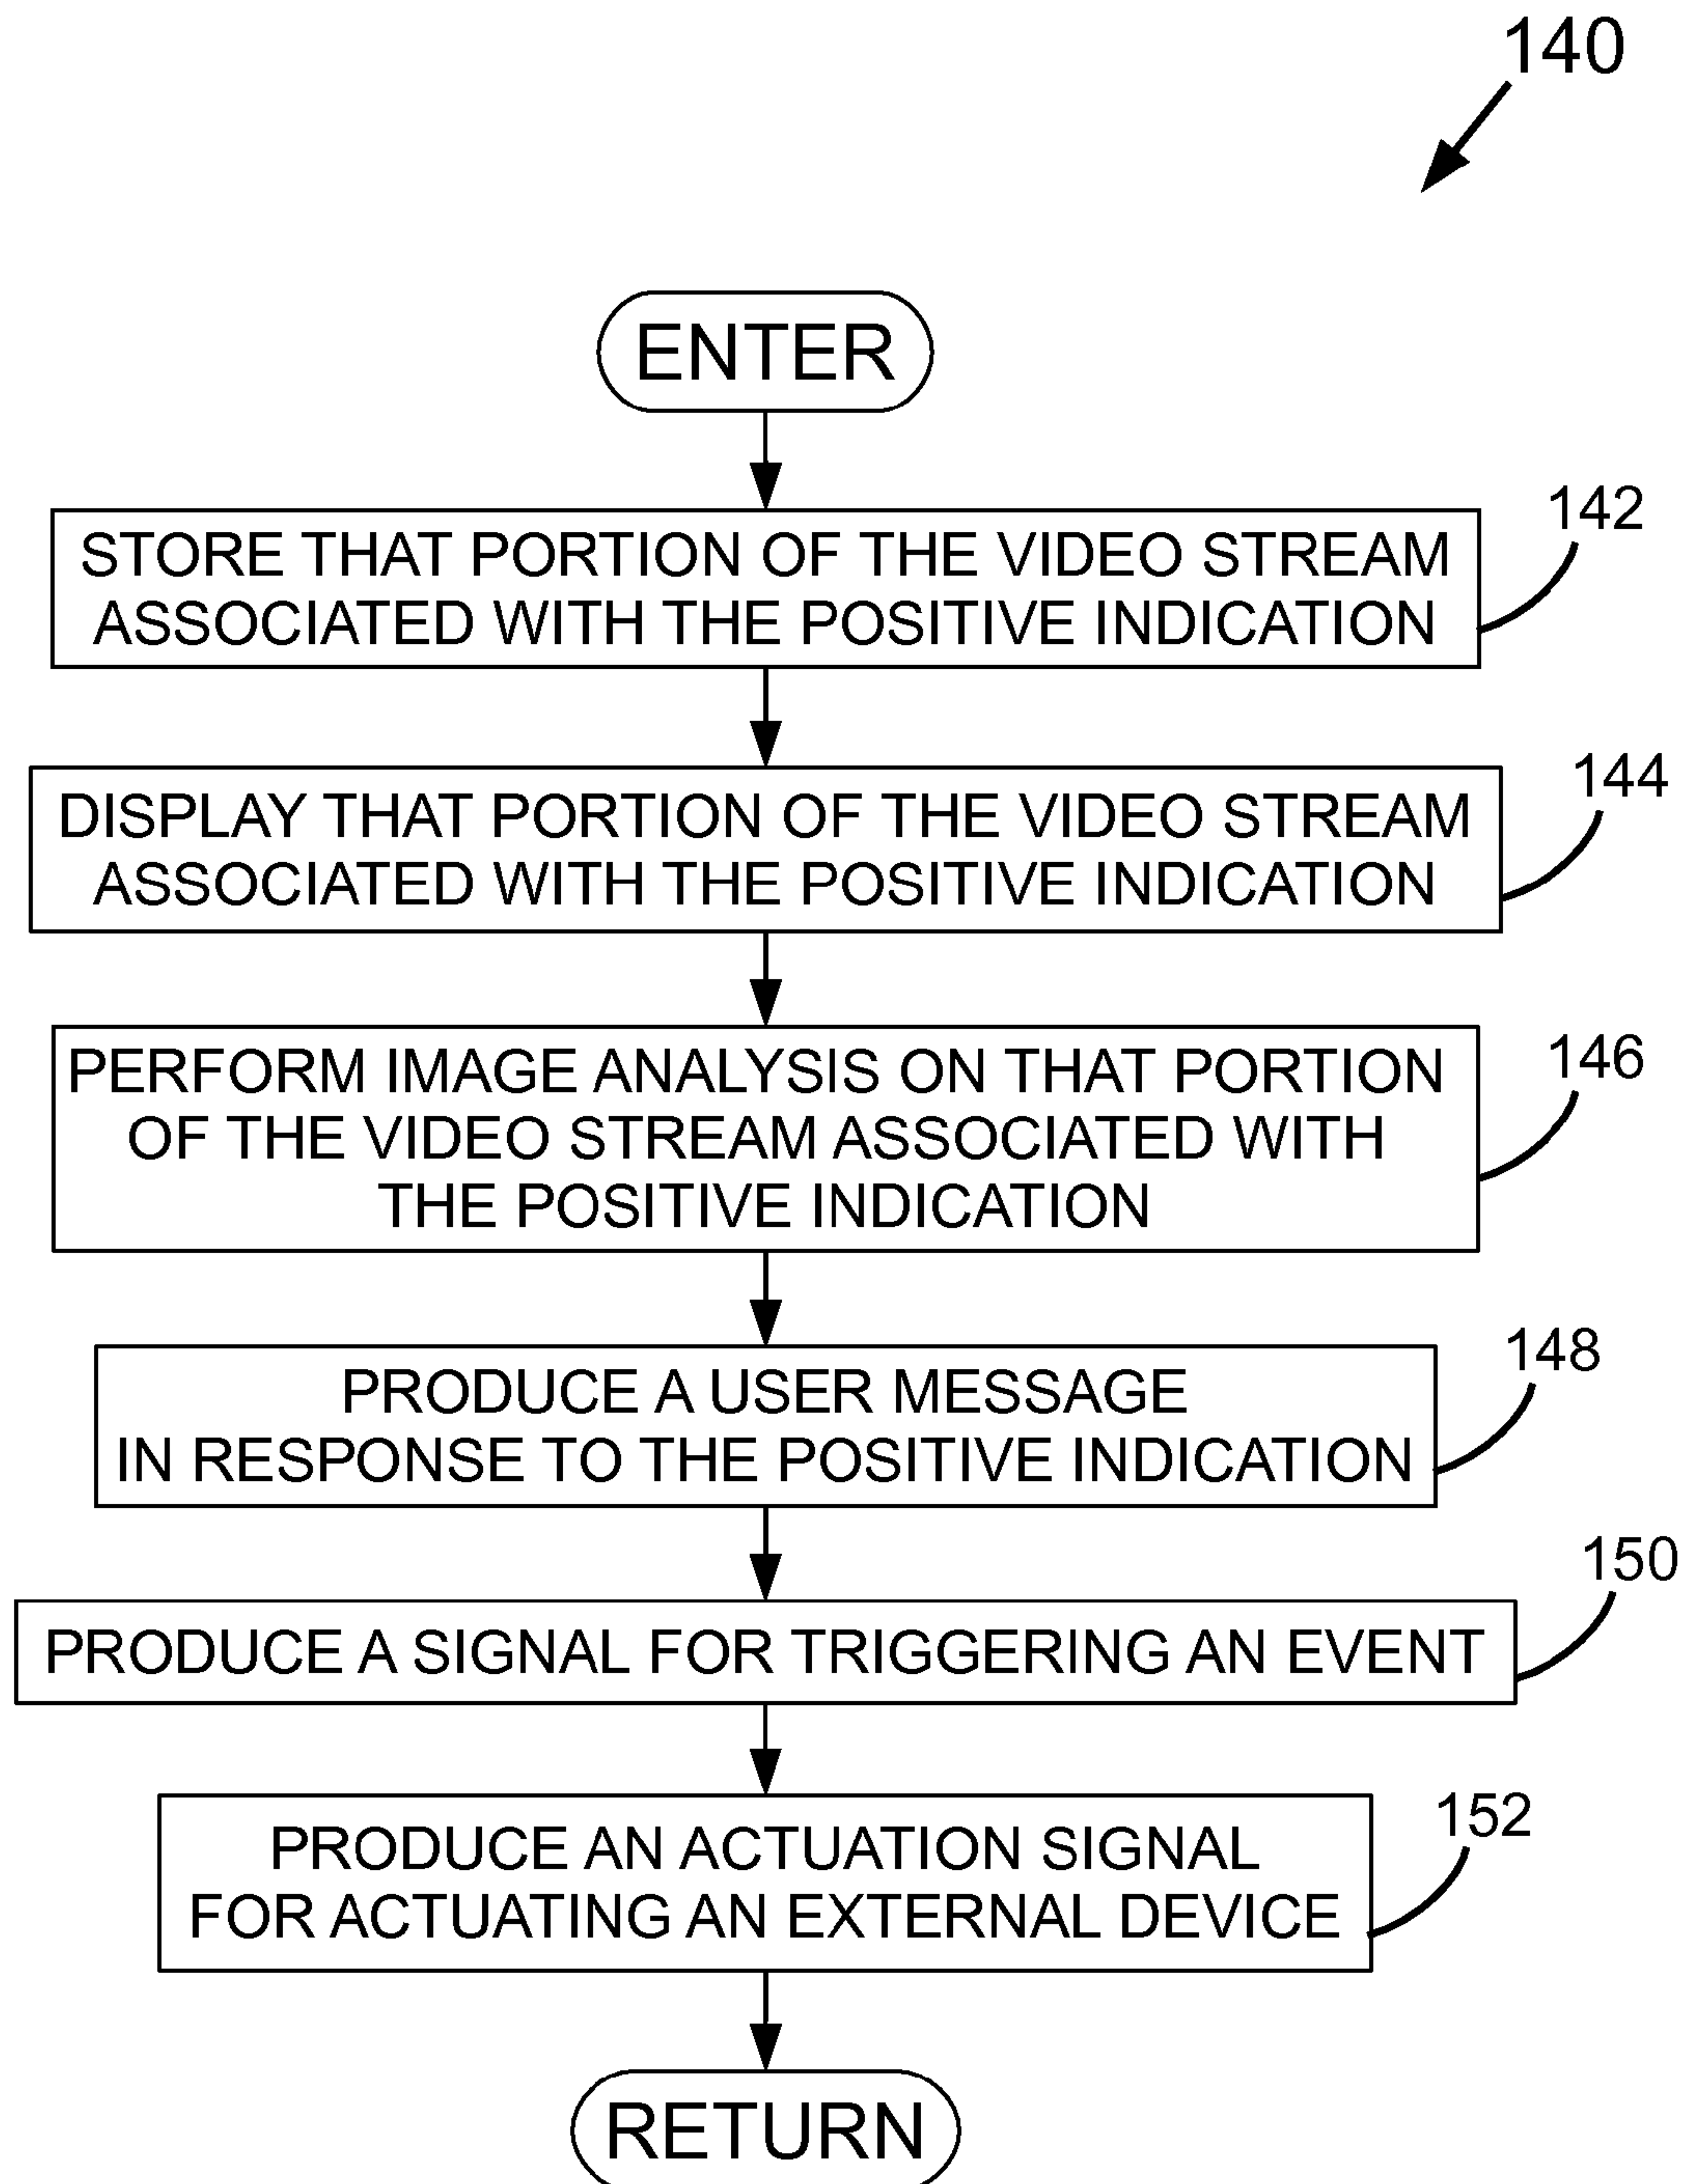 140
ENTER
142
STORE THAT PORTION OF THE VIDEO STREAM
ASSOCIATED WITH THE POSITIVE INDICATION
144
DISPLAY THAT PORTION OF THE VIDEO STREAM
ASSOCIATED WITH THE POSITIVE INDICATION
146
PERFORM IMAGE ANALYSIS ON THAT PORTION
OF THE VIDEO STREAM ASSOCIATED WITH
THE POSITIVE INDICATION
148
PRODUCE A USER MESSAGE
IN RESPONSE TO THE POSITIVE INDICATION
150
PRODUCE A SIGNAL FOR TRIGGERING AN EVENT
152
PRODUCE AN ACTUATION SIGNAL
FOR ACTUATING AN EXTERNAL DEVICE
RETURN